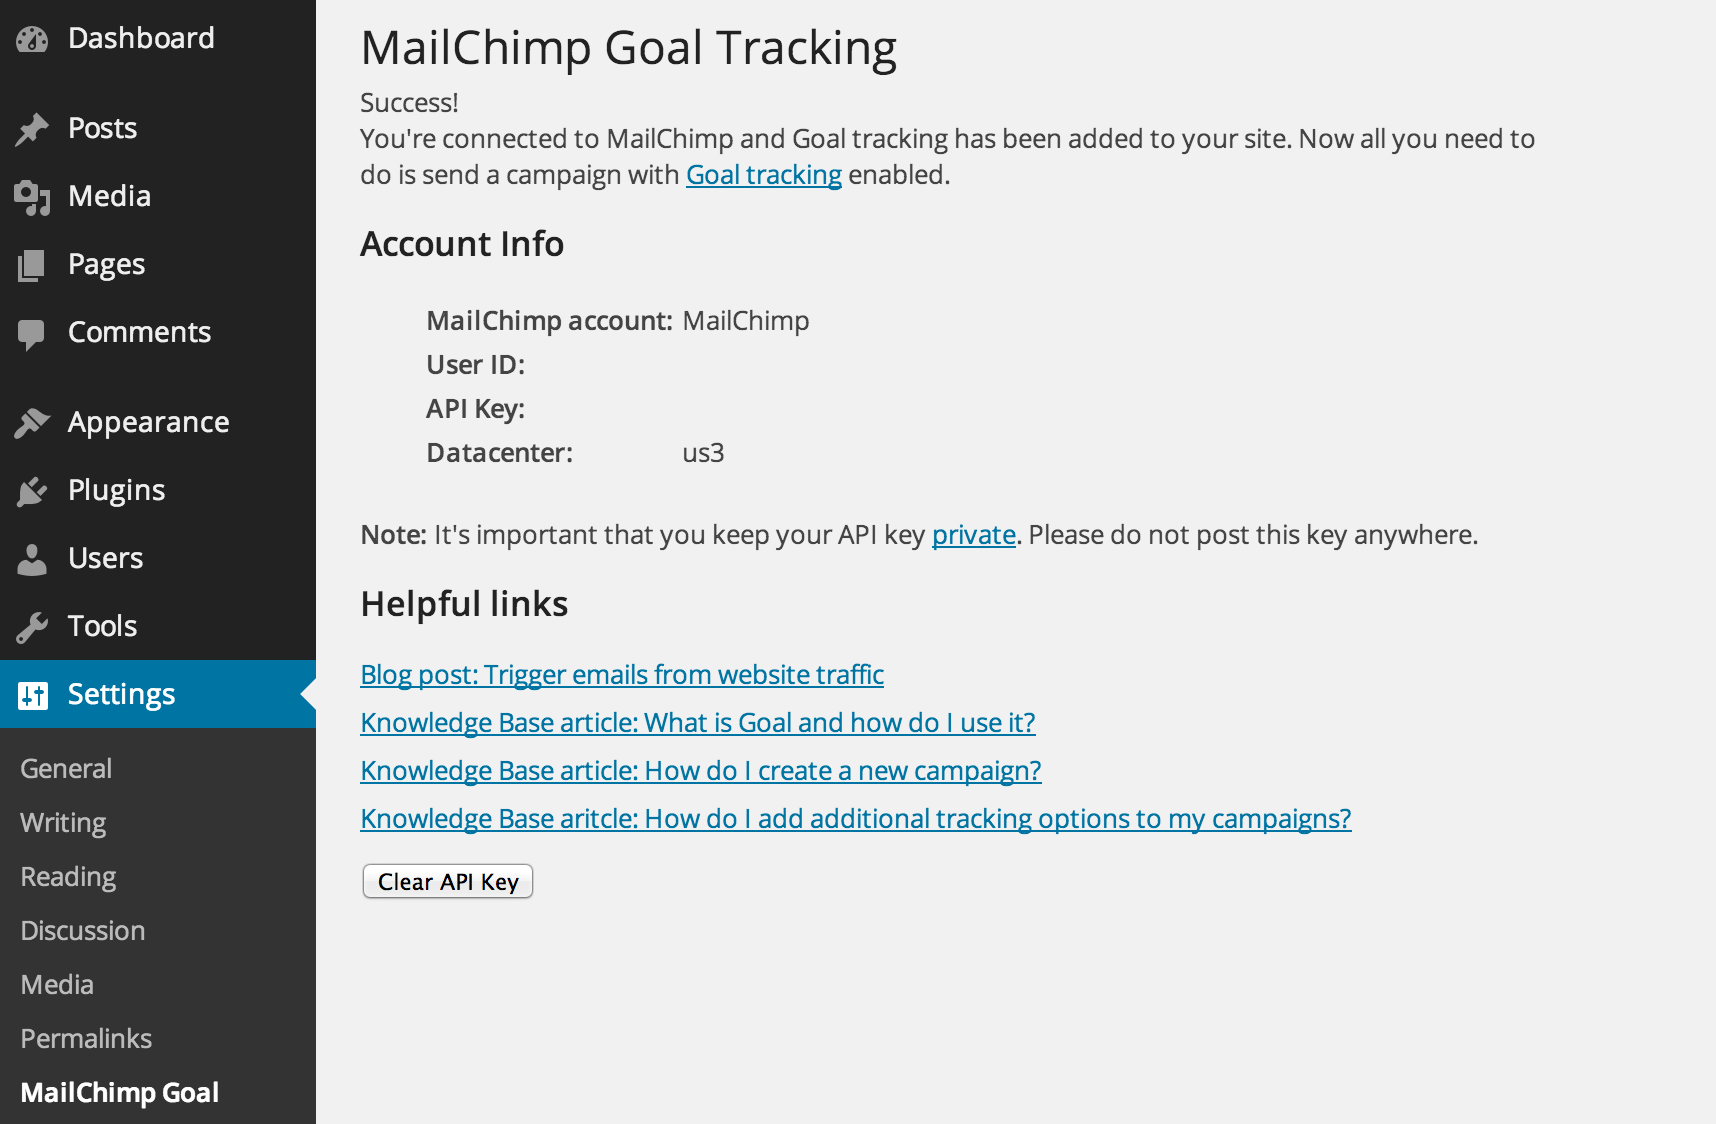 Dashboard
Posts
Media
Pages
Comments
Appearance
Plugins
Users
Tools
Settings
General
Writing
Reading
Discussion
Media
Permalinks
MailChimp Goal
MailChimp Goal Tracking
Success!
You're connected to MailChimp and Goal tracking has been added to your site. Now all you need to
do is send a campaign with Goal tracking enabled.
Account Info
MailChimp account: MailChimp
User ID:
API Key:
Datacenter: us3
Note: It's important that you keep your API key private. Please do not post this key anywhere.
Helpful links
Blog post: Trigger emails from website traffic
Knowledge Base article: What is Goal and how do I use it?
Knowledge Base article: How do I create a new campaign?
Knowledge Base aritcle: How do I add additional tracking options to my campaigns?
Clear API Key